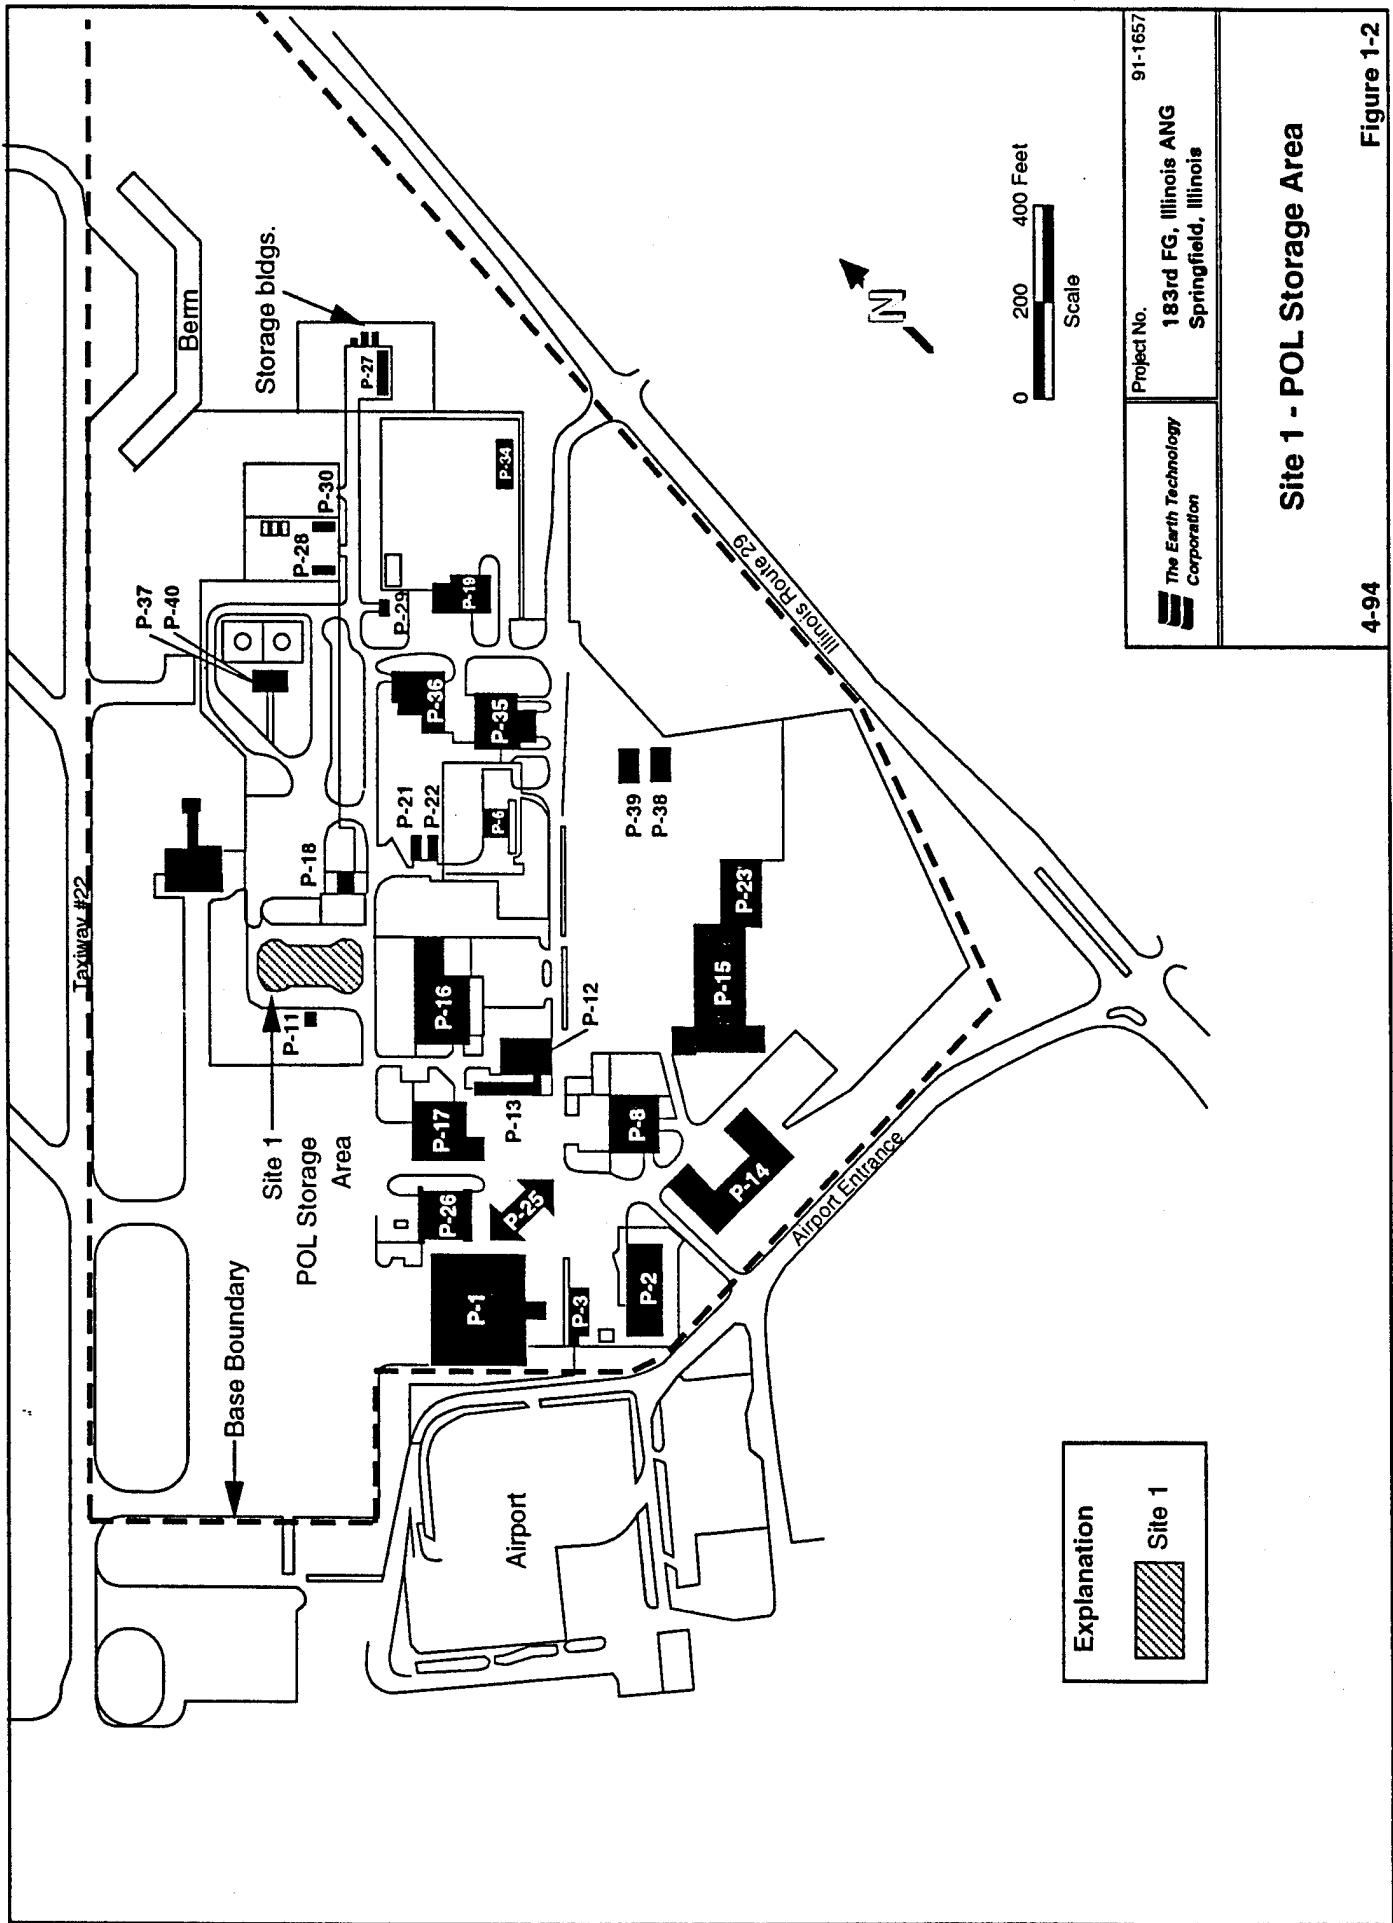 Taxiway #22
Berm
Storage bldgs.
P-37
P-40
P-28
P-30
P-27
P-34
P-29
P-19
P-36
P-35
P-18
P-21
P-22
P-6
P-39
P-38
P-23
P-15
P-11
P-16
P-12
P-13
P-17
P-8
P-14
P-26
P-25
P-1
P-3
P-2
Site 1
POL Storage
Area
Base Boundary
Airport
Airport Entrance
Illinois Route 29
N
0 200 400 Feet
Scale
Explanation
Site 1
The Earth Technology
Corporation
Project No. 91-1657
183rd FG, Illinois ANG
Springfield, Illinois
Site 1 - POL Storage Area
4-94
Figure 1-2